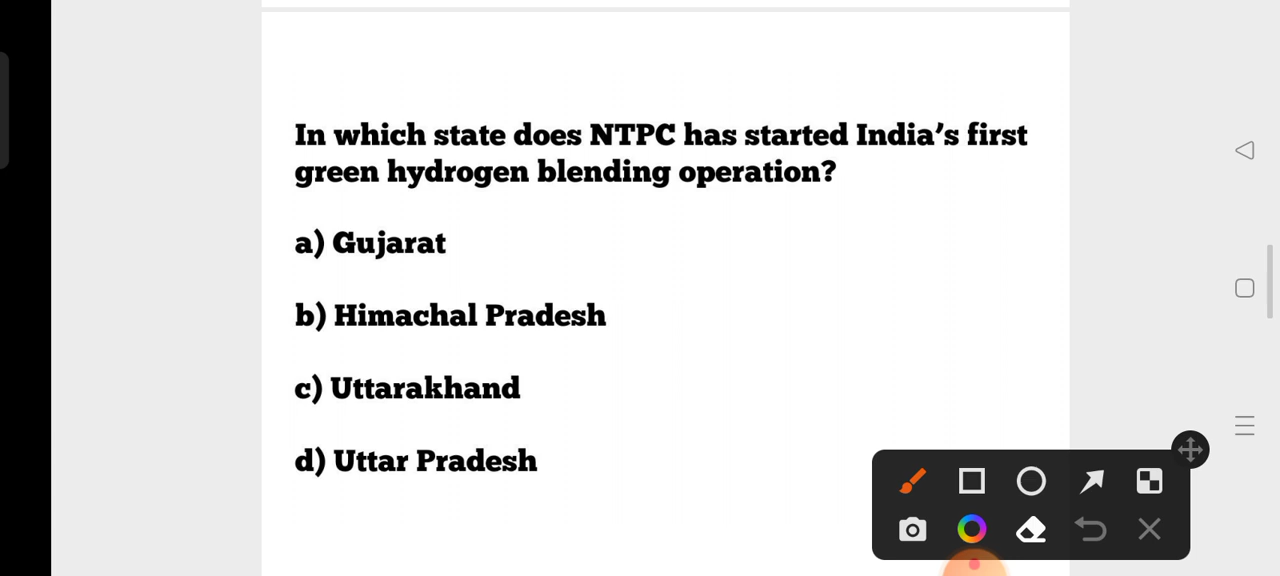 In which state does NTPC has started India’s first
green hydrogen blending operation?
a) Gujarat
b) Himachal Pradesh
c) Uttarakhand
d) Uttar Pradesh